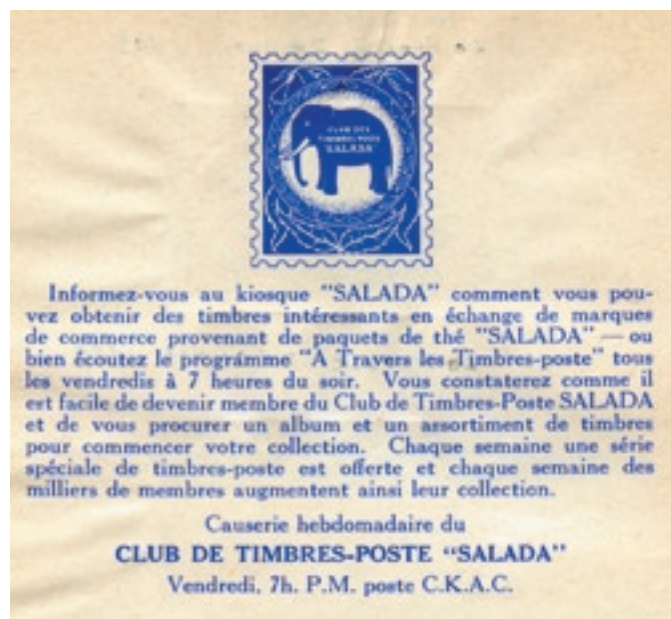 CLUB DES
TIMBRES-POSTE
"SALADA"
Informez-vous au kiosque "SALADA" comment vous pou-
vez obtenir des timbres intéressants en échange de marques
de commerce provenant de paquets de thé "SALADA" — ou
bien écoutez le programme "A Travers les Timbres-poste" tous
les vendredis à 7 heures du soir. Vous constaterez comme il
est facile de devenir membre du Club de Timbres-Poste SALADA
et de vous procurer un album et un assortiment de timbres
pour commencer votre collection. Chaque semaine une série
spéciale de timbres-poste est offerte et chaque semaine des
milliers de membres augmentent ainsi leur collection.
Causerie hebdomadaire du
CLUB DE TIMBRES-POSTE "SALADA"
Vendredi, 7h. P.M. poste C.K.A.C.